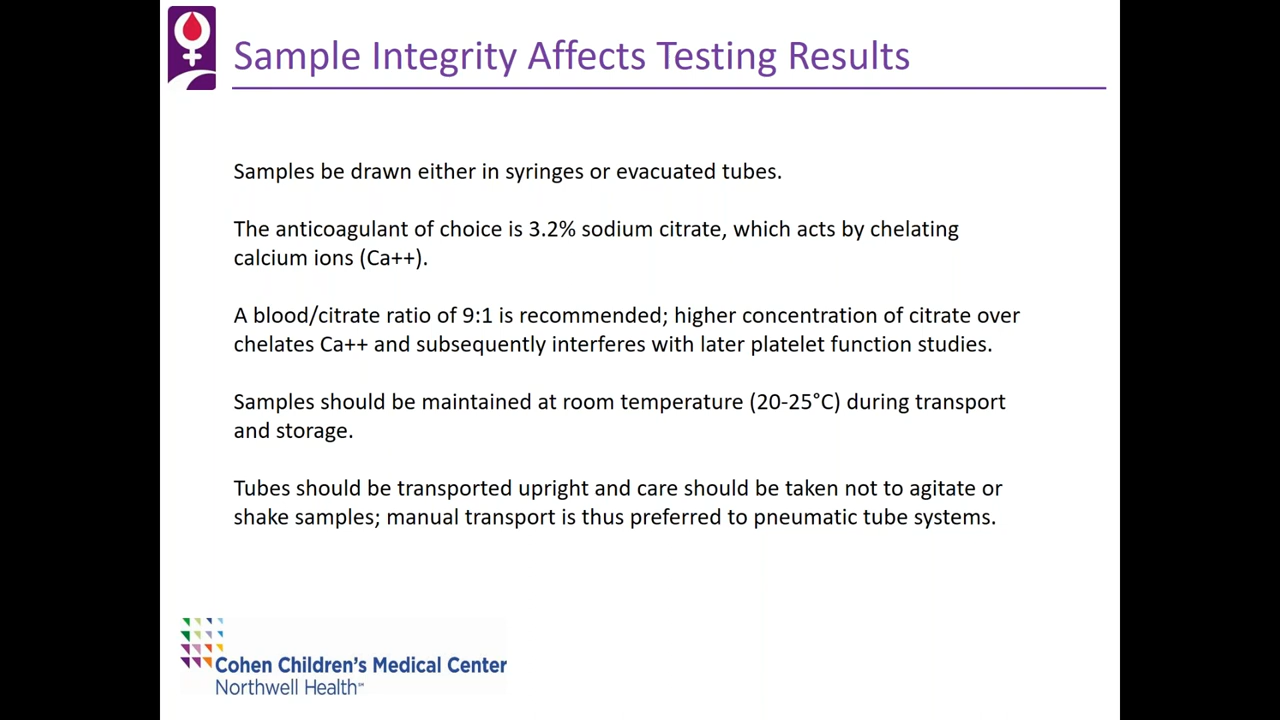 Sample Integrity Affects Testing Results
Samples be drawn either in syringes or evacuated tubes.
The anticoagulant of choice is 3.2% sodium citrate, which acts by chelating
calcium ions (Ca++).
A blood/citrate ratio of 9:1 is recommended; higher concentration of citrate over
chelates Ca++ and subsequently interferes with later platelet function studies.
Samples should be maintained at room temperature (20-25°C) during transport
and storage.
Tubes should be transported upright and care should be taken not to agitate or
shake samples; manual transport is thus preferred to pneumatic tube systems.
Cohen Children's Medical Center
Northwell Health℠